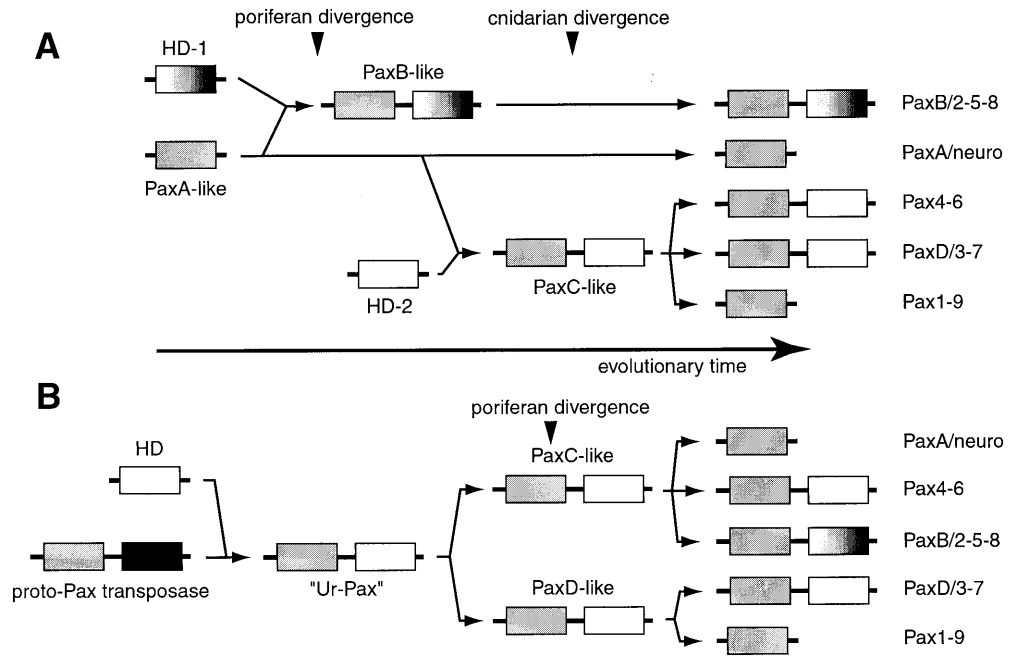 A
poriferan divergence
cnidarian divergence
HD-1
PaxB-like
PaxB/2-5-8
PaxA-like
PaxA/neuro
Pax4-6
HD-2
PaxC-like
PaxD/3-7
Pax1-9
evolutionary time
B
poriferan divergence
HD
PaxC-like
PaxA/neuro
Pax4-6
PaxB/2-5-8
proto-Pax transposase
"Ur-Pax"
PaxD-like
PaxD/3-7
Pax1-9